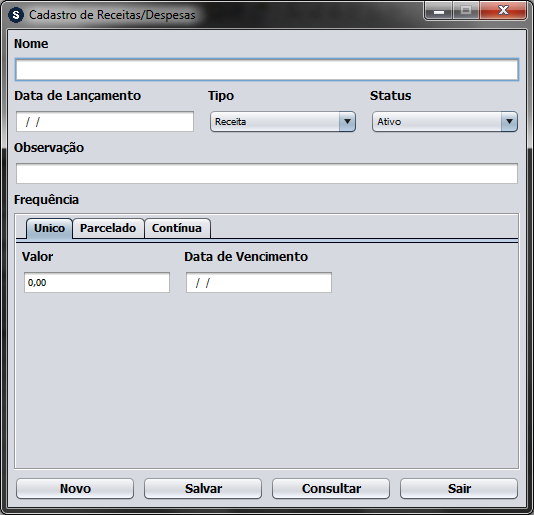 S Cadastro de Receitas/Despesas
Nome
Data de Lançamento Tipo Status
/ / Receita Ativo
Observação
Frequência
Unico Parcelado Contínua
Valor Data de Vencimento
0,00 / /
Novo Salvar Consultar Sair